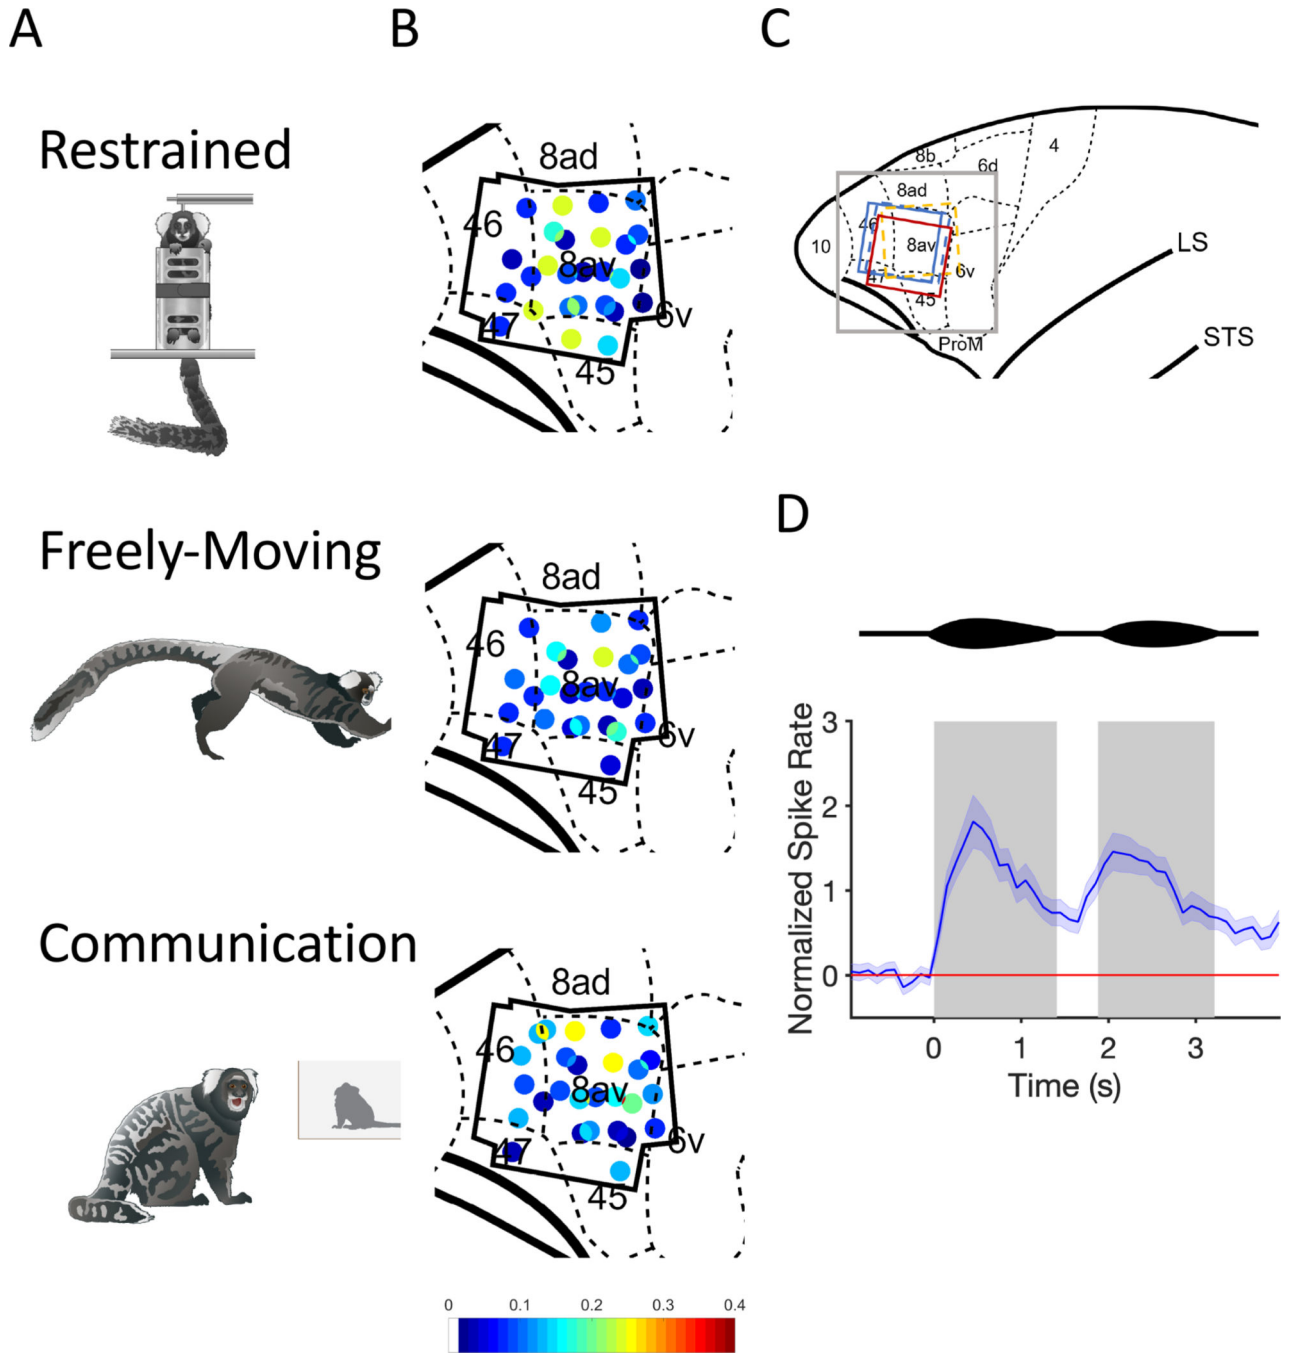 A
B
C
Restrained
8ad
46
8av
47
6v
45
8b
6d
4
8ad
46
10
8av
6v
47
45
ProM
LS
STS
D
Freely-Moving
8ad
46
8av
47
6v
45
3
2
1
0
Normalized Spike Rate
0
1
2
3
Time (s)
Communication
8ad
46
8av
47
6v
45
0
0.1
0.2
0.3
0.4